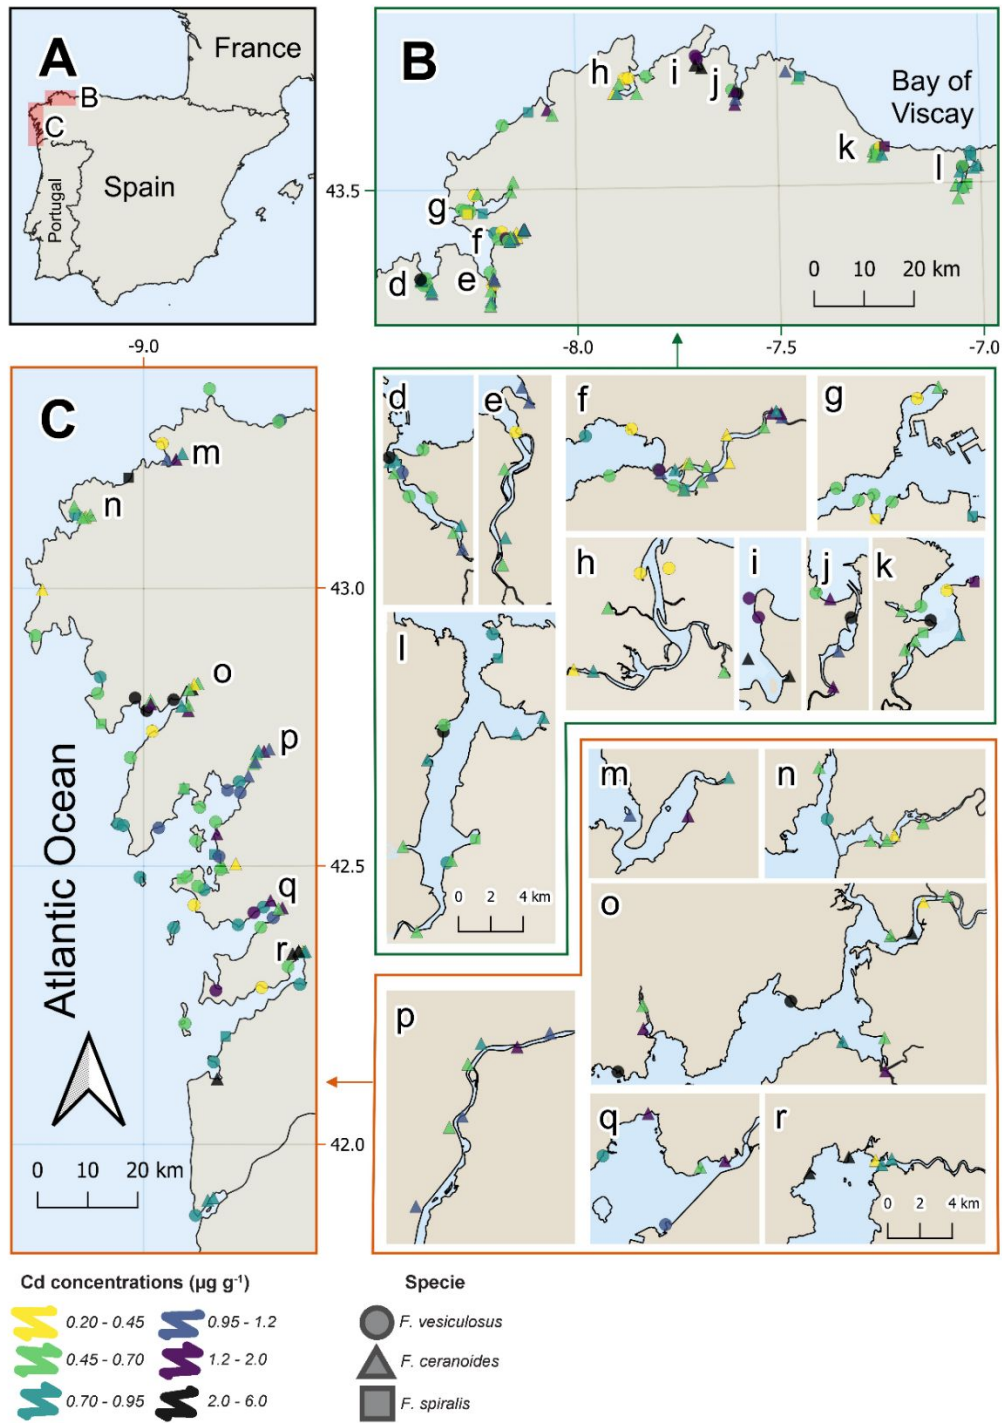 A
France
B
C
Portugal
Spain
B
h
i
j
Bay of
Viscay
k
l
43.5
g
f
d
e
0 10 20 km
-8.0
-7.5
-7.0
-9.0
C
m
n
43.0
o
p
Atlantic Ocean
42.5
q
r
42.0
0 10 20 km
d
e
f
g
h
i
j
k
l
0 2 4 km
m
n
o
p
q
r
0 2 4 km
Cd concentrations (µg g⁻¹)
0.20 - 0.45
0.95 - 1.2
0.45 - 0.70
1.2 - 2.0
0.70 - 0.95
2.0 - 6.0
Specie
F. vesiculosus
F. ceranoides
F. spiralis